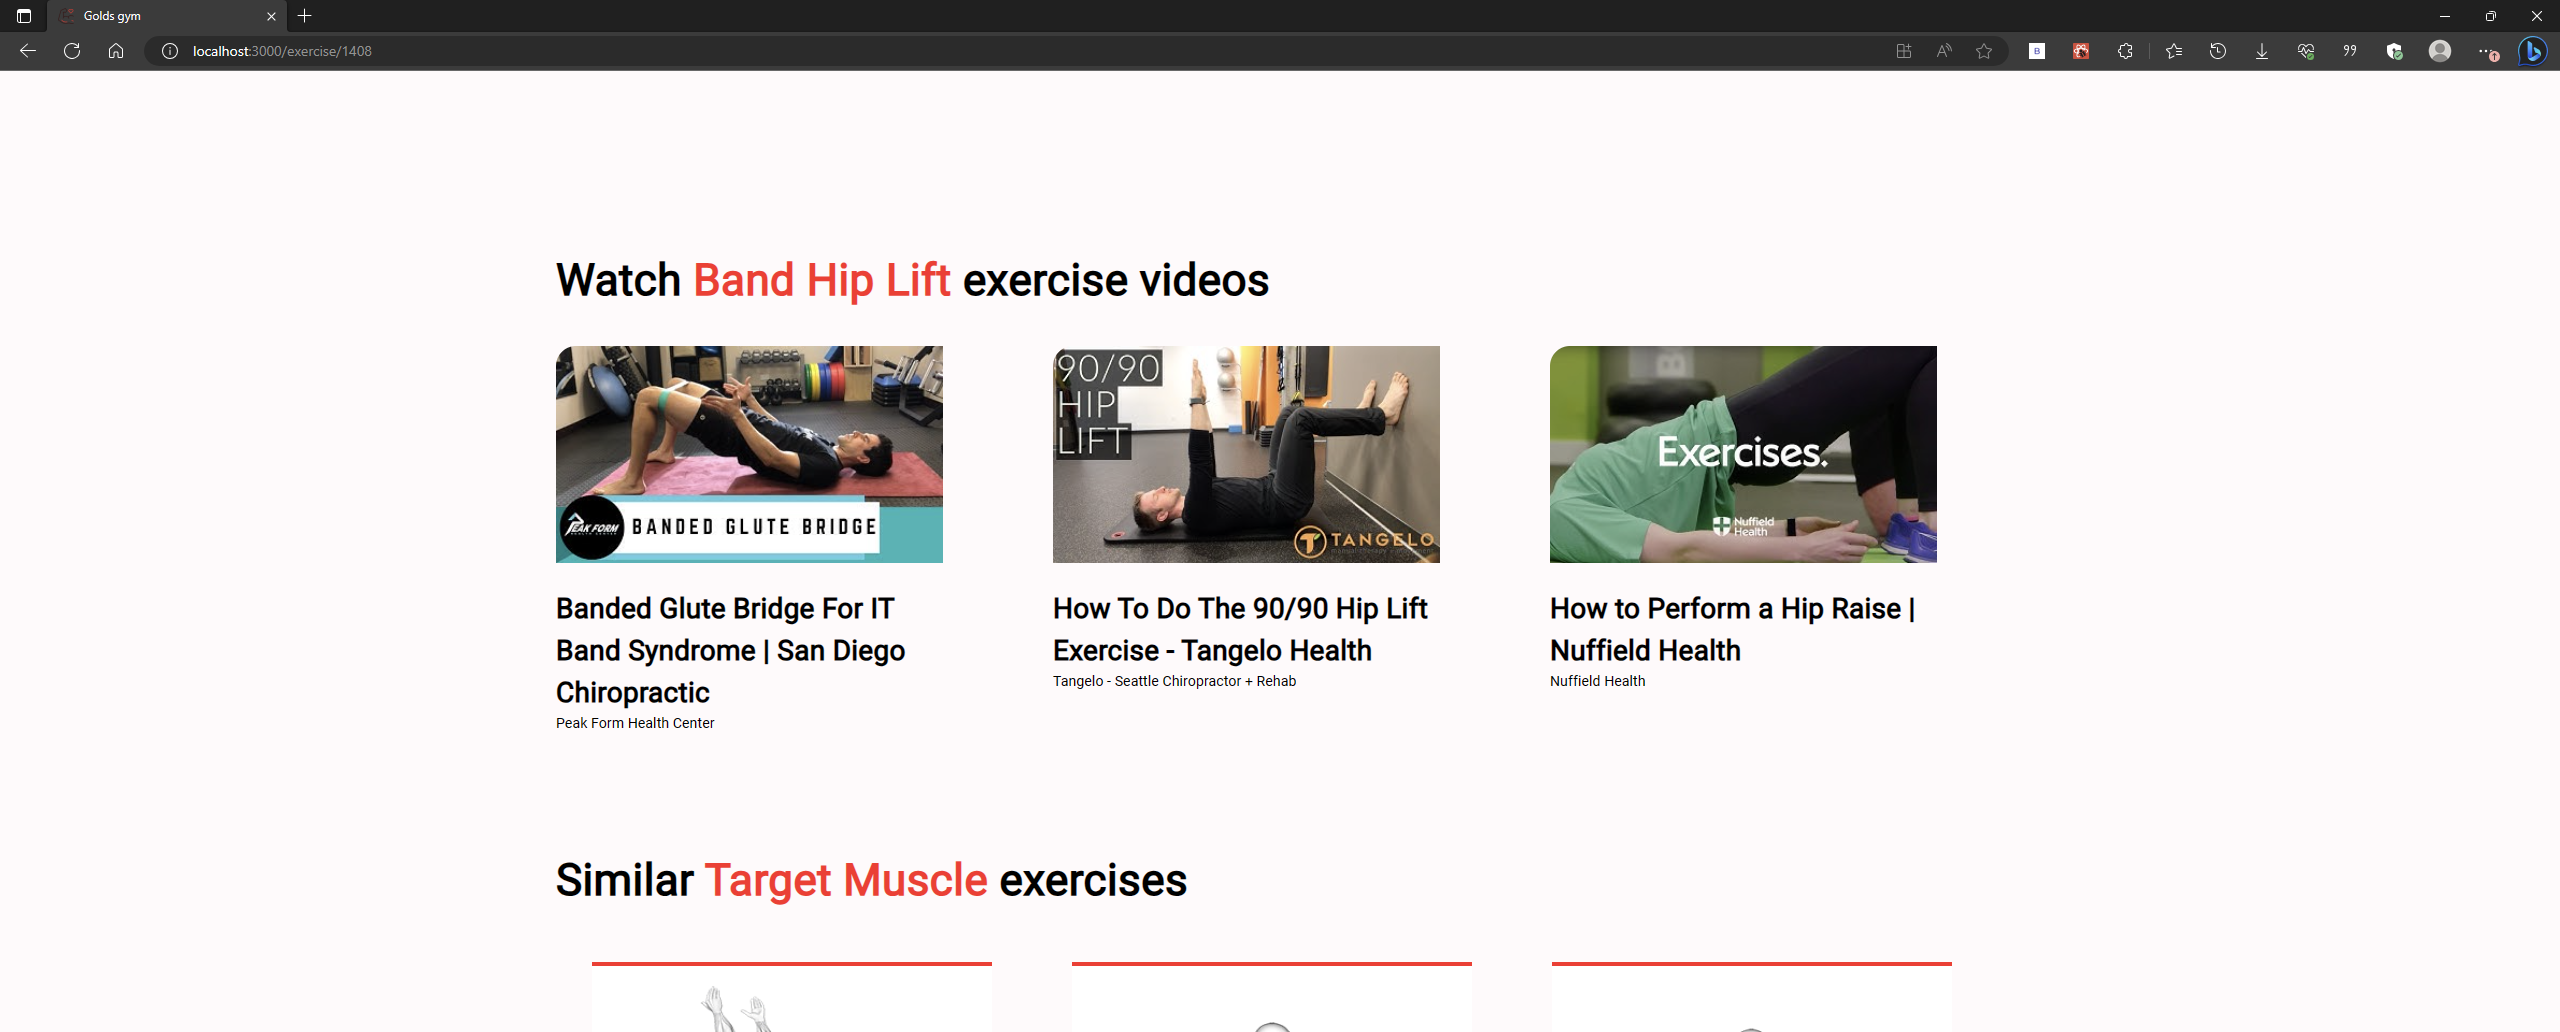 Golds gym
localhost:3000/exercise/1408
Watch Band Hip Lift exercise videos
PEAK FORM
HEALTH CENTER
BANDED GLUTE BRIDGE
90/90
HIP
LIFT
TANGELO
Exercises.
Nuffield
Health
Banded Glute Bridge For IT
Band Syndrome | San Diego
Chiropractic
Peak Form Health Center
How To Do The 90/90 Hip Lift
Exercise - Tangelo Health
Tangelo - Seattle Chiropractor + Rehab
How to Perform a Hip Raise |
Nuffield Health
Nuffield Health
Similar Target Muscle exercises